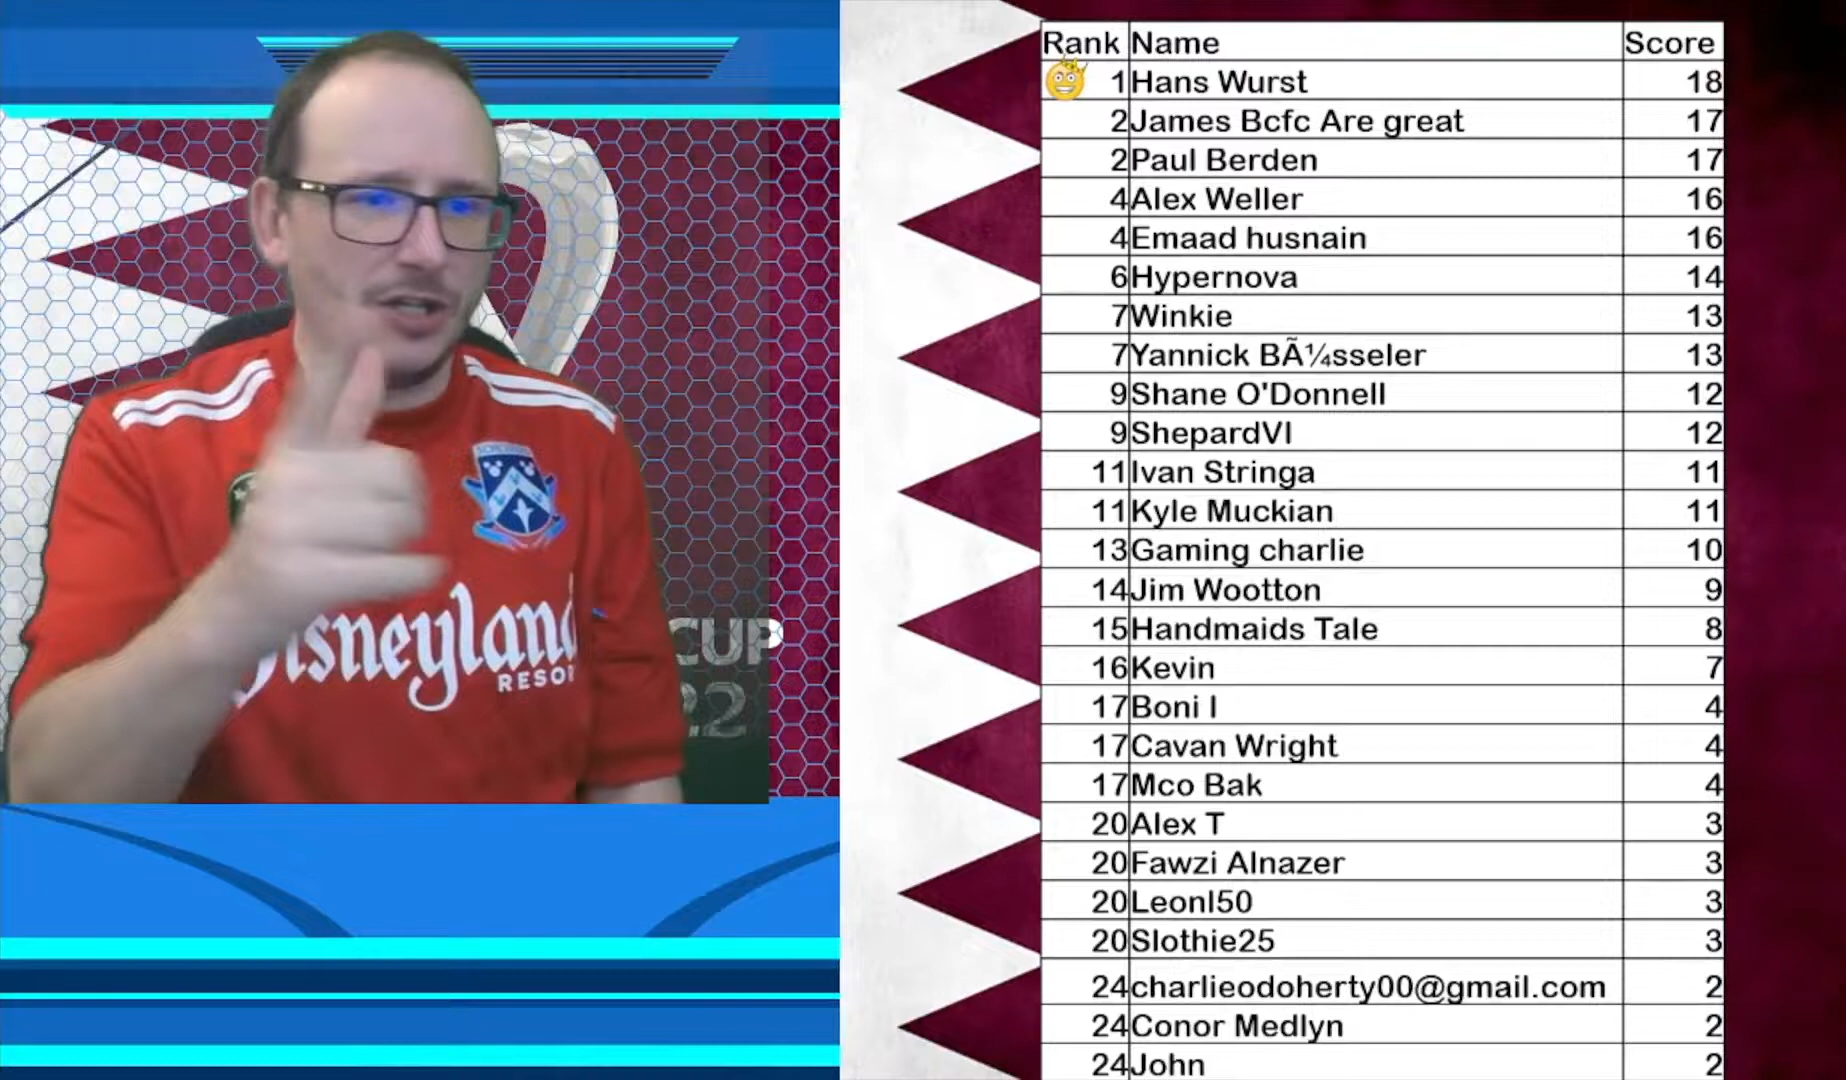 Rank Name Score
1 Hans Wurst 18
2 James Bcfc Are great 17
2 Paul Berden 17
4 Alex Weller 16
4 Emaad husnain 16
6 Hypernova 14
7 Winkie 13
7 Yannick BÃ¼sseler 13
9 Shane O'Donnell 12
9 ShepardVI 12
11 Ivan Stringa 11
11 Kyle Muckian 11
13 Gaming charlie 10
14 Jim Wootton 9
15 Handmaids Tale 8
16 Kevin 7
17 Boni I 4
17 Cavan Wright 4
17 Mco Bak 4
20 Alex T 3
20 Fawzi Alnazer 3
20 Leonl50 3
20 Slothie25 3
24 charlieodoherty00@gmail.com 2
24 Conor Medlyn 2
24 John 2
Disneyland
CUP